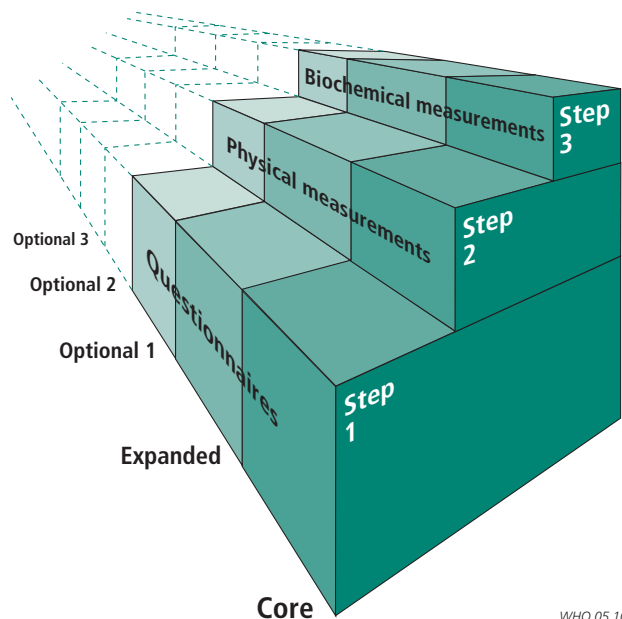 Biochemical measurements
Step
3
Physical measurements
Step
2
Optional 3
Optional 2
Questionnaires
Optional 1
Step
1
Expanded
Core